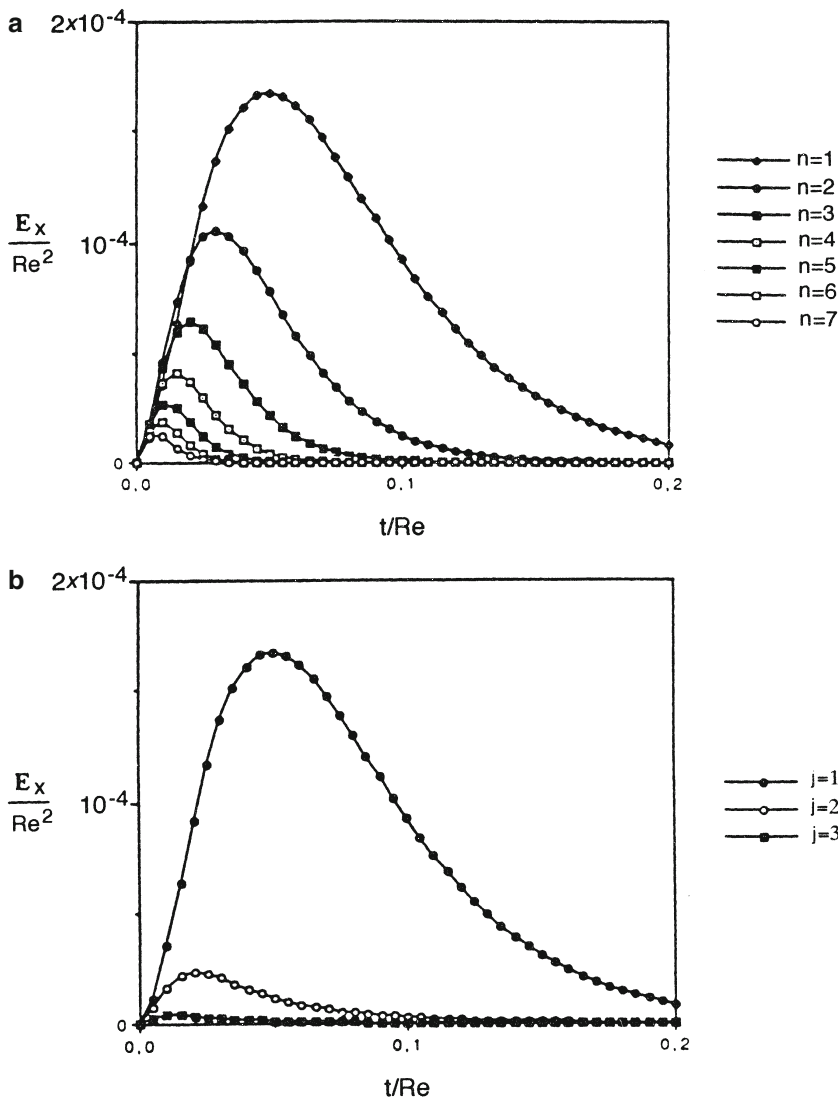 a
2x10-4
10-4
0
Ex
Re2
0.0
0.1
0.2
t/Re
n=1
n=2
n=3
n=4
n=5
n=6
n=7
b
2x10-4
10-4
0
Ex
Re2
0.0
0.1
0.2
t/Re
j=1
j=2
j=3